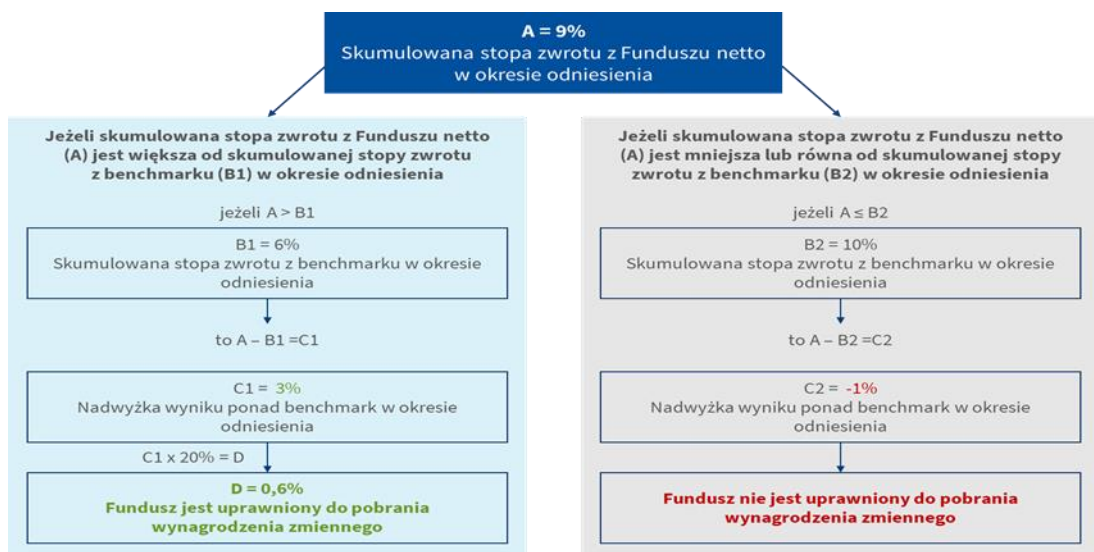 A = 9%
Skumulowana stopa zwrotu z Funduszu netto
w okresie odniesienia
Jeżeli skumulowana stopa zwrotu z Funduszu netto
(A) jest większa od skumulowanej stopy zwrotu
z benchmarku (B1) w okresie odniesienia
jeżeli A > B1
B1 = 6%
Skumulowana stopa zwrotu z benchmarku w okresie
odniesienia
to A – B1 =C1
C1 = 3%
Nadwyżka wyniku ponad benchmark w okresie
odniesienia
C1 x 20% = D
D = 0,6%
Fundusz jest uprawniony do pobrania
wynagrodzenia zmiennego
Jeżeli skumulowana stopa zwrotu z Funduszu netto
(A) jest mniejsza lub równa od skumulowanej stopy
zwrotu z benchmarku (B2) w okresie odniesienia
jeżeli A ≤ B2
B2 = 10%
Skumulowana stopa zwrotu z benchmarku w okresie
odniesienia
to A – B2 =C2
C2 = -1%
Nadwyżka wyniku ponad benchmark w okresie
odniesienia
Fundusz nie jest uprawniony do pobrania
wynagrodzenia zmiennego